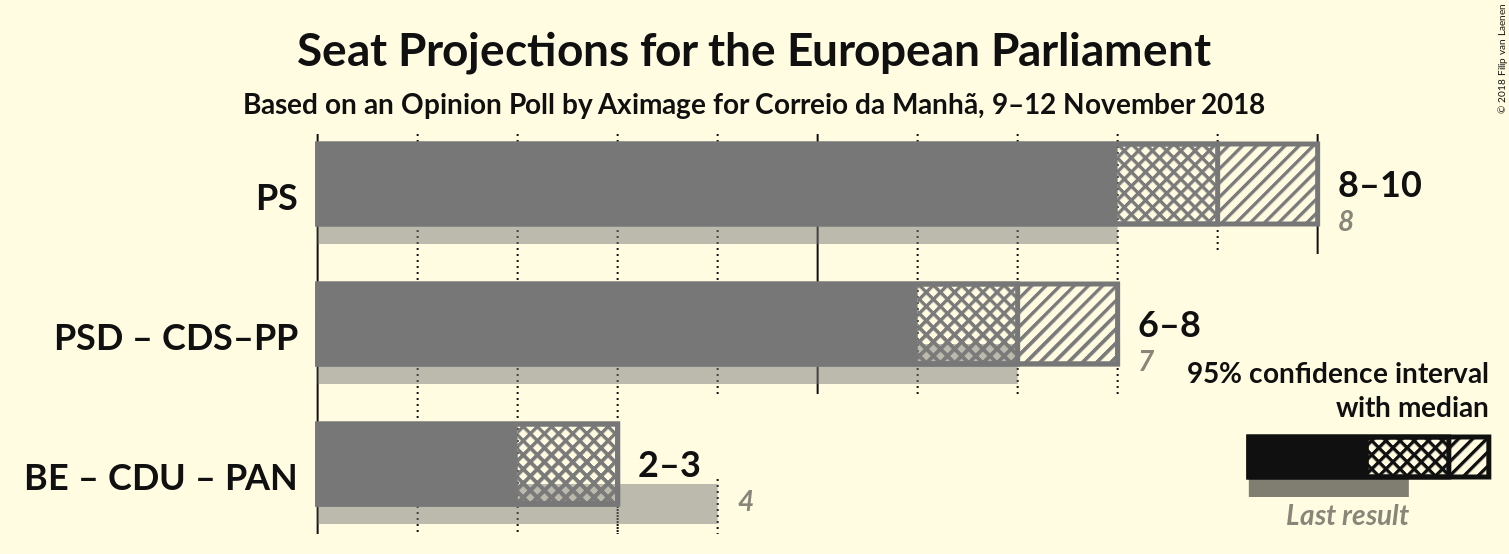 Seat Projections for the European Parliament
Based on an Opinion Poll by Aximage for Correio da Manhã, 9–12 November 2018
© 2018 Filip van Laenen
PS
8–10
8
PSD – CDS–PP
6–8
7
BE – CDU – PAN
2–3
4
95% confidence interval
with median
Last result